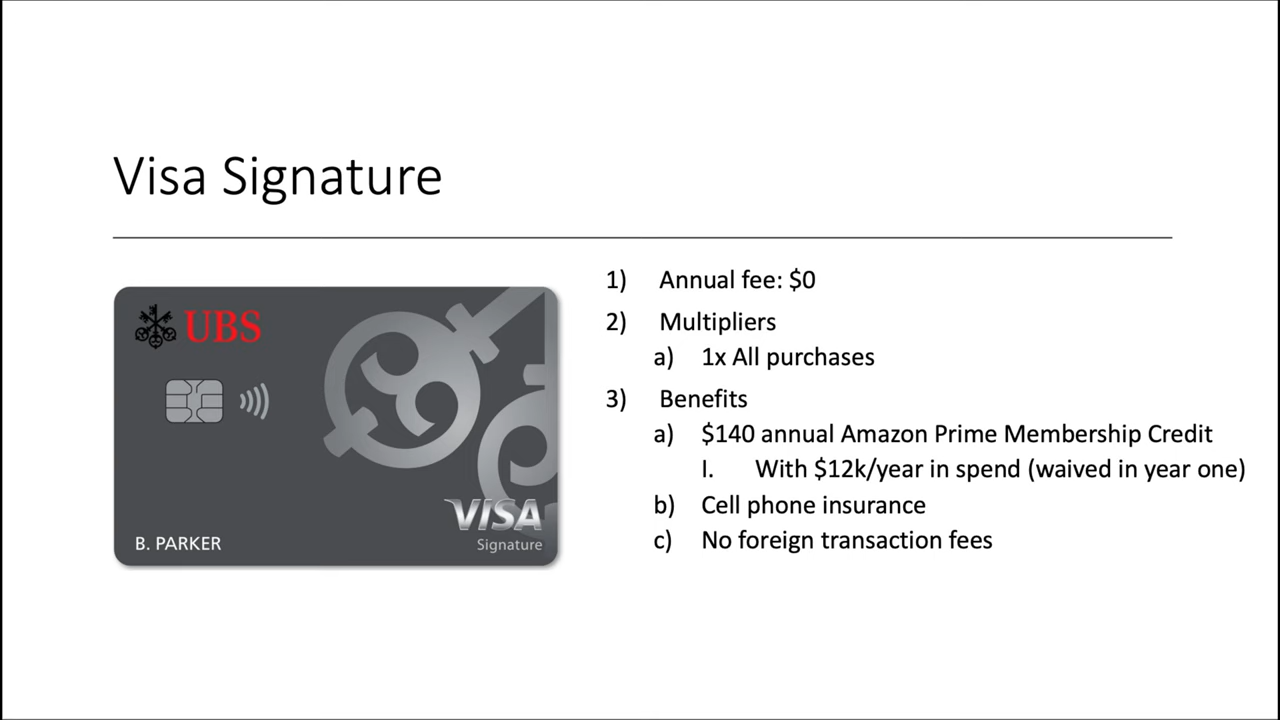 Visa Signature
UBS
VISA
Signature
B. PARKER
1) Annual fee: $0
2) Multipliers
a) 1x All purchases
3) Benefits
a) $140 annual Amazon Prime Membership Credit
I. With $12k/year in spend (waived in year one)
b) Cell phone insurance
c) No foreign transaction fees